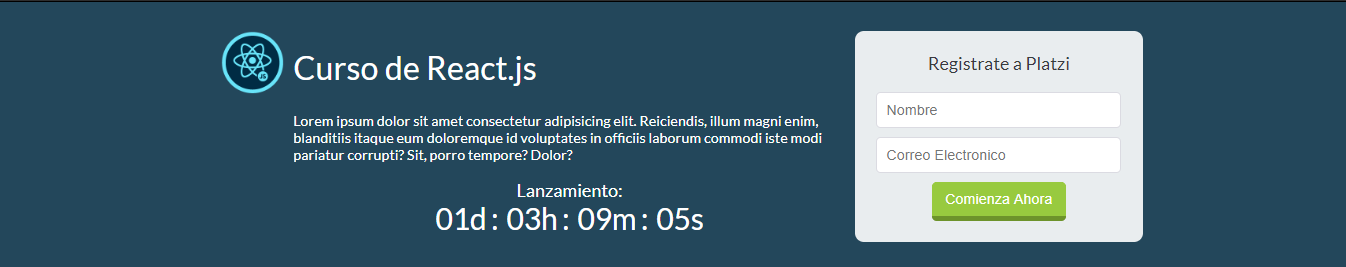 JS
Curso de React.js
Lorem ipsum dolor sit amet consectetur adipisicing elit. Reiciendis, illum magni enim,
blanditiis itaque eum doloremque id voluptates in officiis laborum commodi iste modi
pariatur corrupti? Sit, porro tempore? Dolor?
Lanzamiento:
01d : 03h : 09m : 05s
Registrate a Platzi
Nombre
Correo Electronico
Comienza Ahora